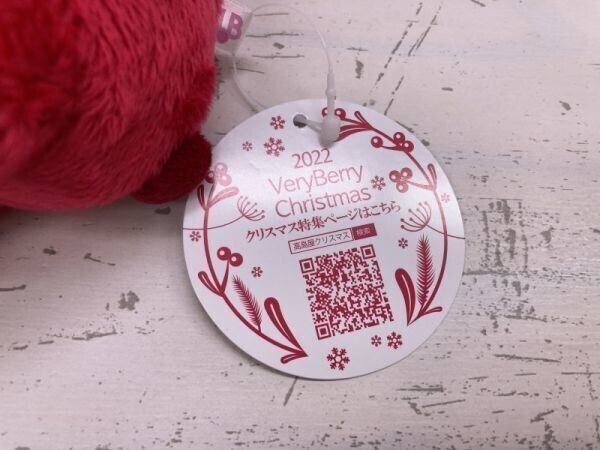 TB
2022
VeryBerry
Christmas
クリスマス特集ページはこちら
高島屋クリスマス 検索